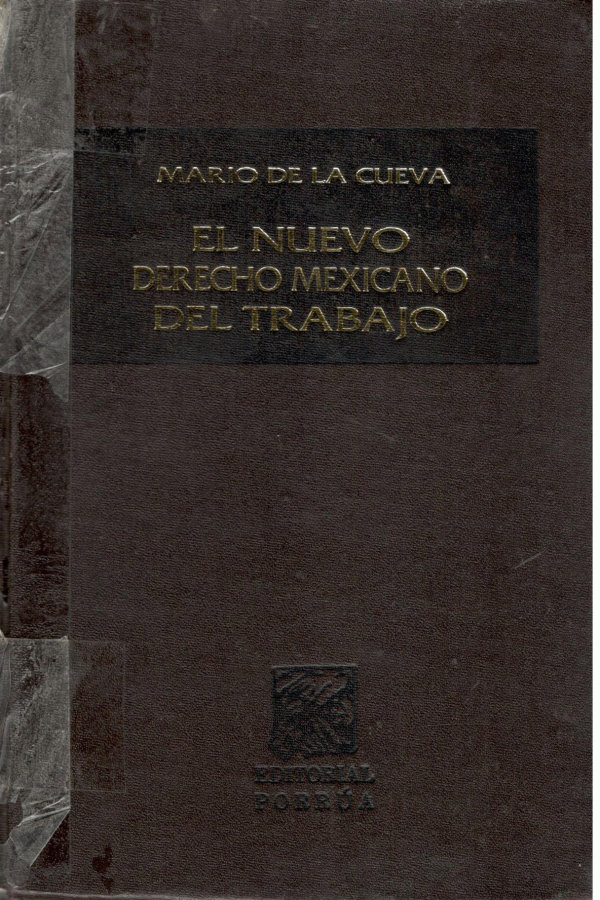 MARIO DE LA CUEVA
EL NUEVO
DERECHO MEXICANO
DEL TRABAJO
EDITORIAL
PORRÚA